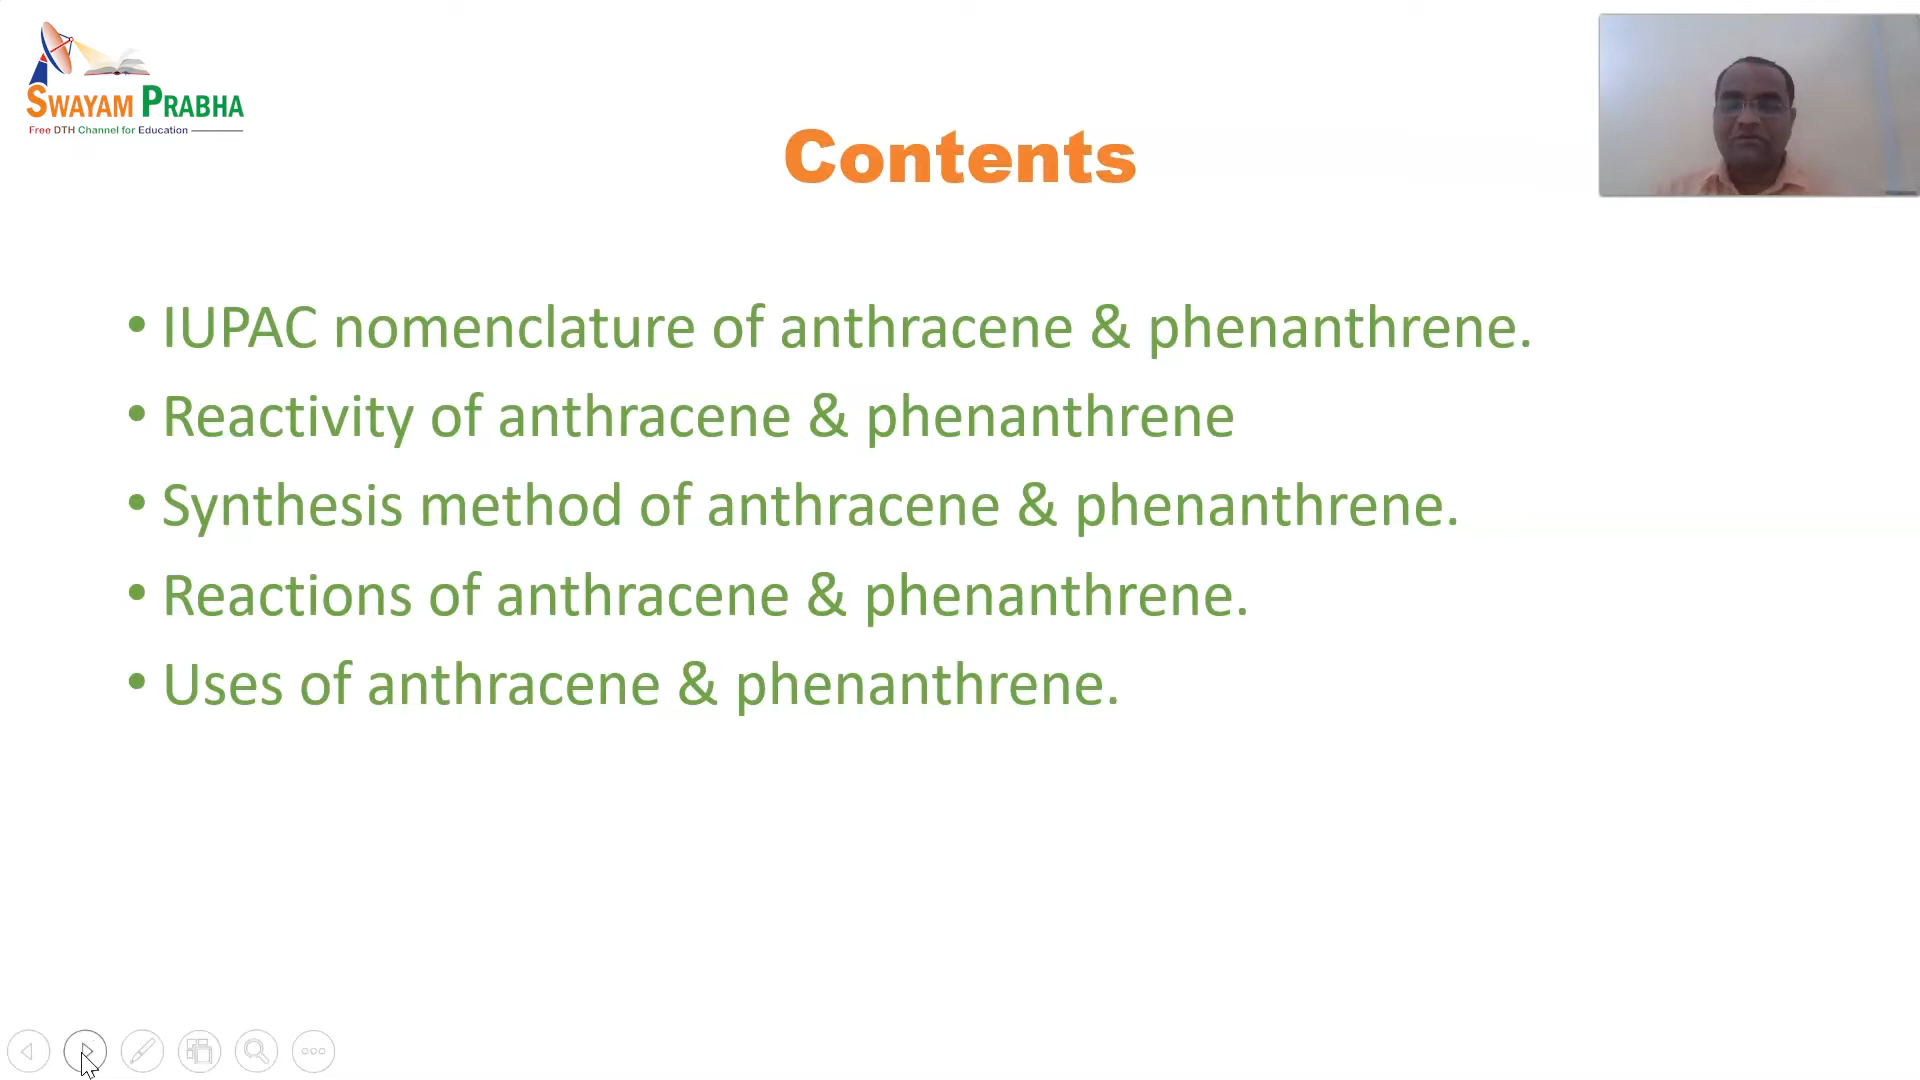 SWAYAM PRABHA
Free DTH Channel for Education
Contents
• IUPAC nomenclature of anthracene & phenanthrene.
• Reactivity of anthracene & phenanthrene
• Synthesis method of anthracene & phenanthrene.
• Reactions of anthracene & phenanthrene.
• Uses of anthracene & phenanthrene.